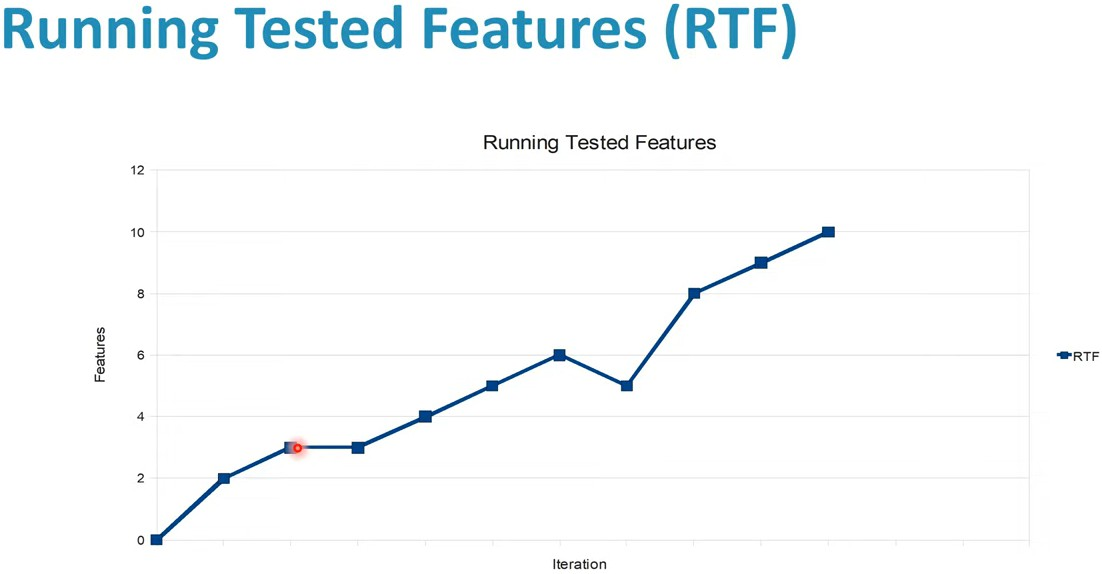 Running Tested Features (RTF)
Running Tested Features
12
10
8
6
4
2
0
Features
RTF
Iteration